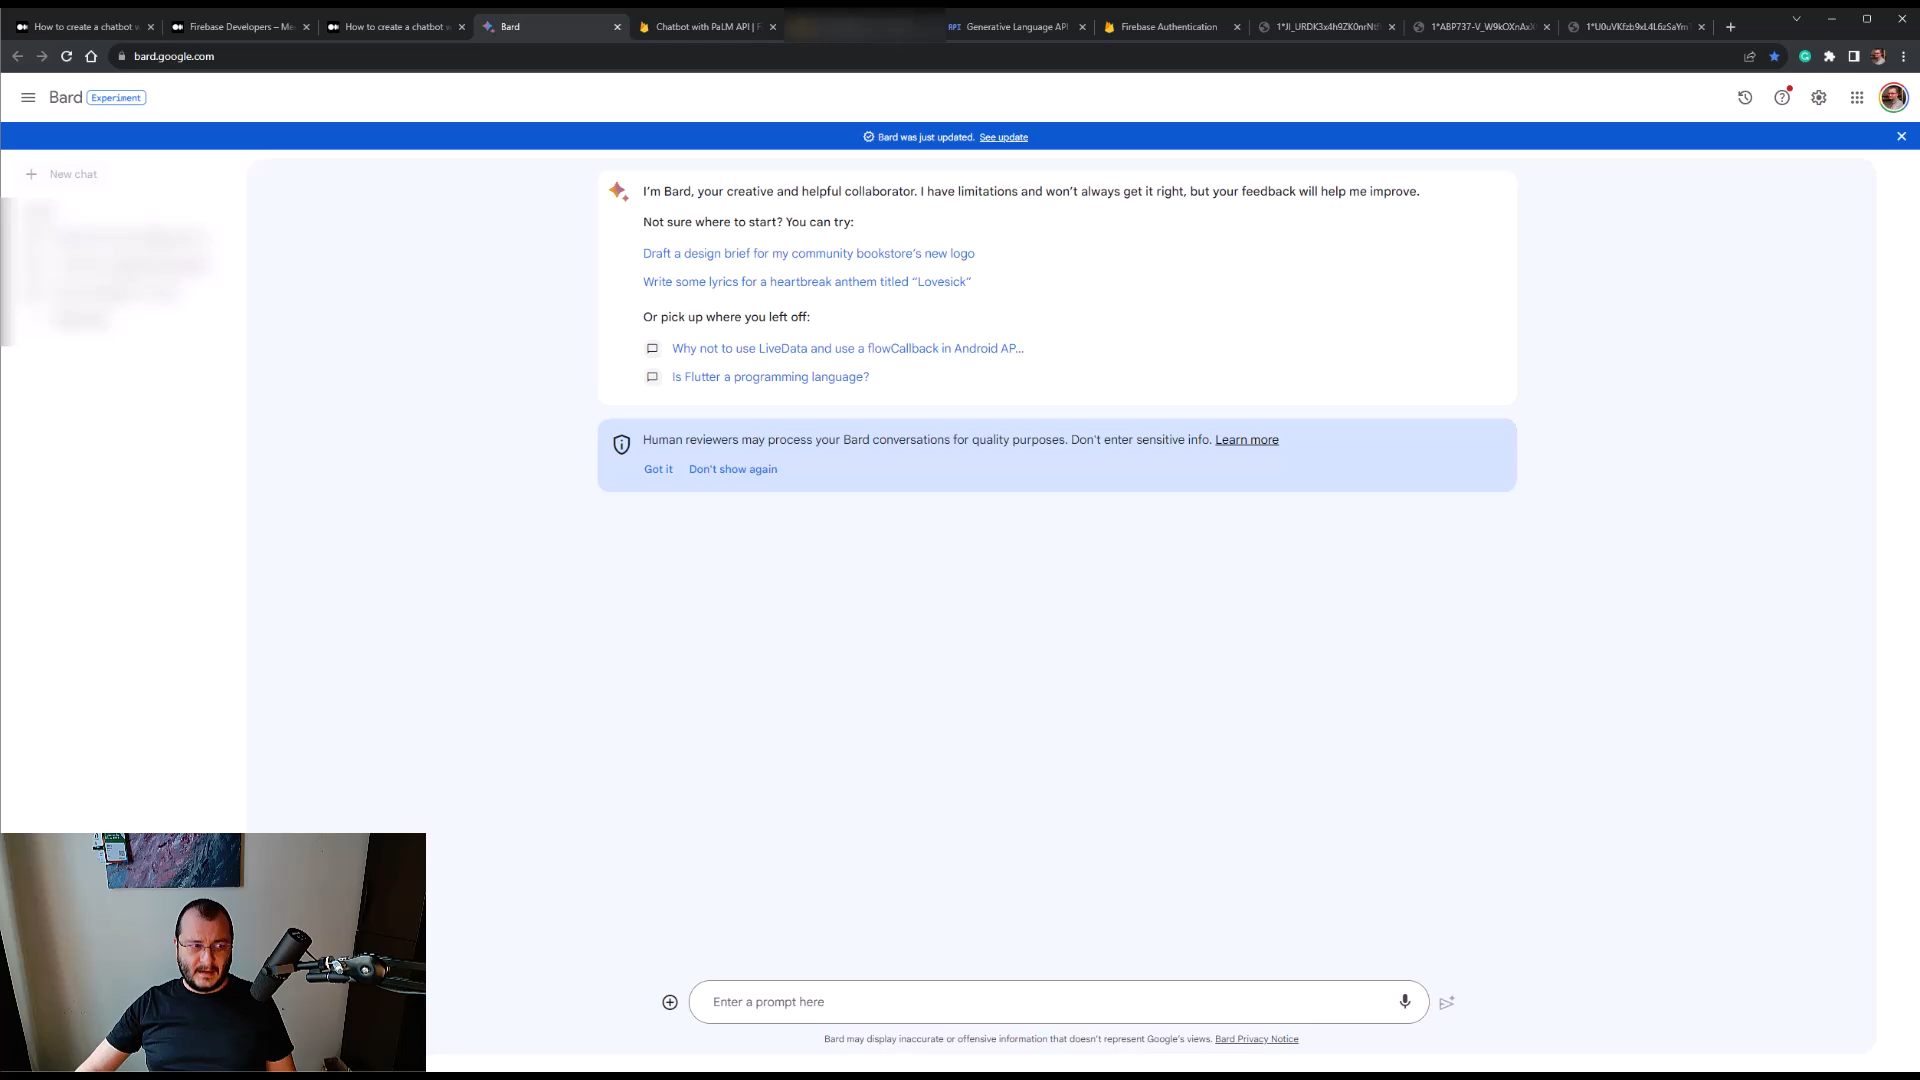 How to create a chatbot
Firebase Developers – Me
How to create a chatbot
Bard
Chatbot with PaLM API | F
API Generative Language API
Firebase Authentication
bard.google.com
Bard Experiment
Bard was just updated. See update
New chat
I'm Bard, your creative and helpful collaborator. I have limitations and won't always get it right, but your feedback will help me improve.
Not sure where to start? You can try:
Draft a design brief for my community bookstore's new logo
Write some lyrics for a heartbreak anthem titled “Lovesick”
Or pick up where you left off:
Why not to use LiveData and use a flowCallback in Android AP...
Is Flutter a programming language?
Human reviewers may process your Bard conversations for quality purposes. Don't enter sensitive info. Learn more
Got it Don't show again
Enter a prompt here
Bard may display inaccurate or offensive information that doesn't represent Google's views. Bard Privacy Notice